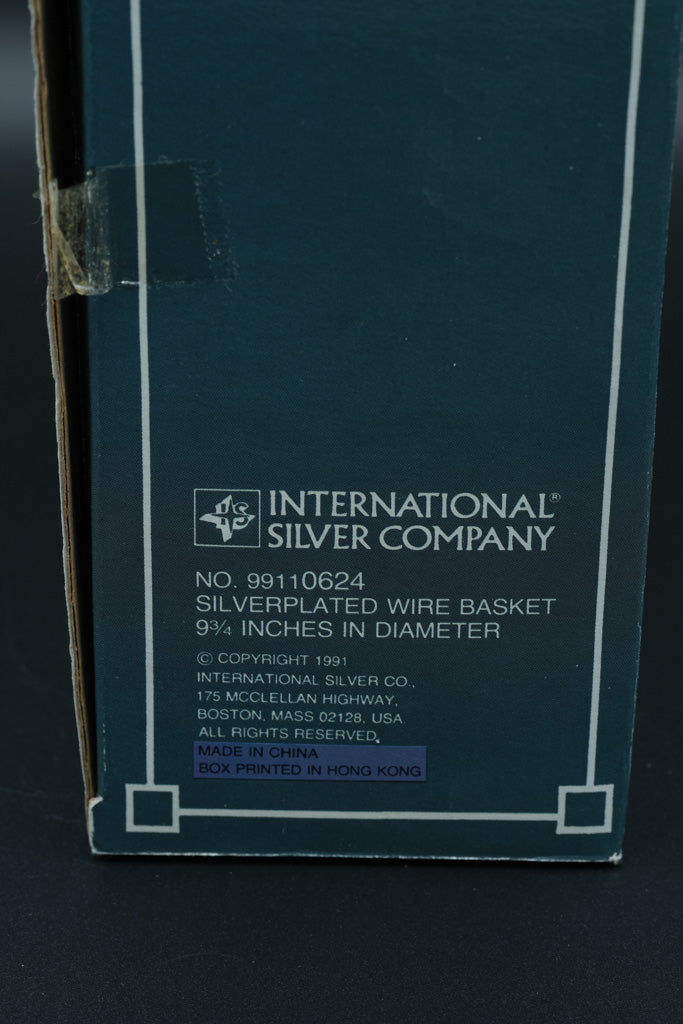 IS
INTERNATIONAL®
SILVER COMPANY
NO. 99110624
SILVERPLATED WIRE BASKET
9¾ INCHES IN DIAMETER
© COPYRIGHT 1991
INTERNATIONAL SILVER CO.,
175 MCCLELLAN HIGHWAY,
BOSTON, MASS 02128, USA
ALL RIGHTS RESERVED.
MADE IN CHINA
BOX PRINTED IN HONG KONG